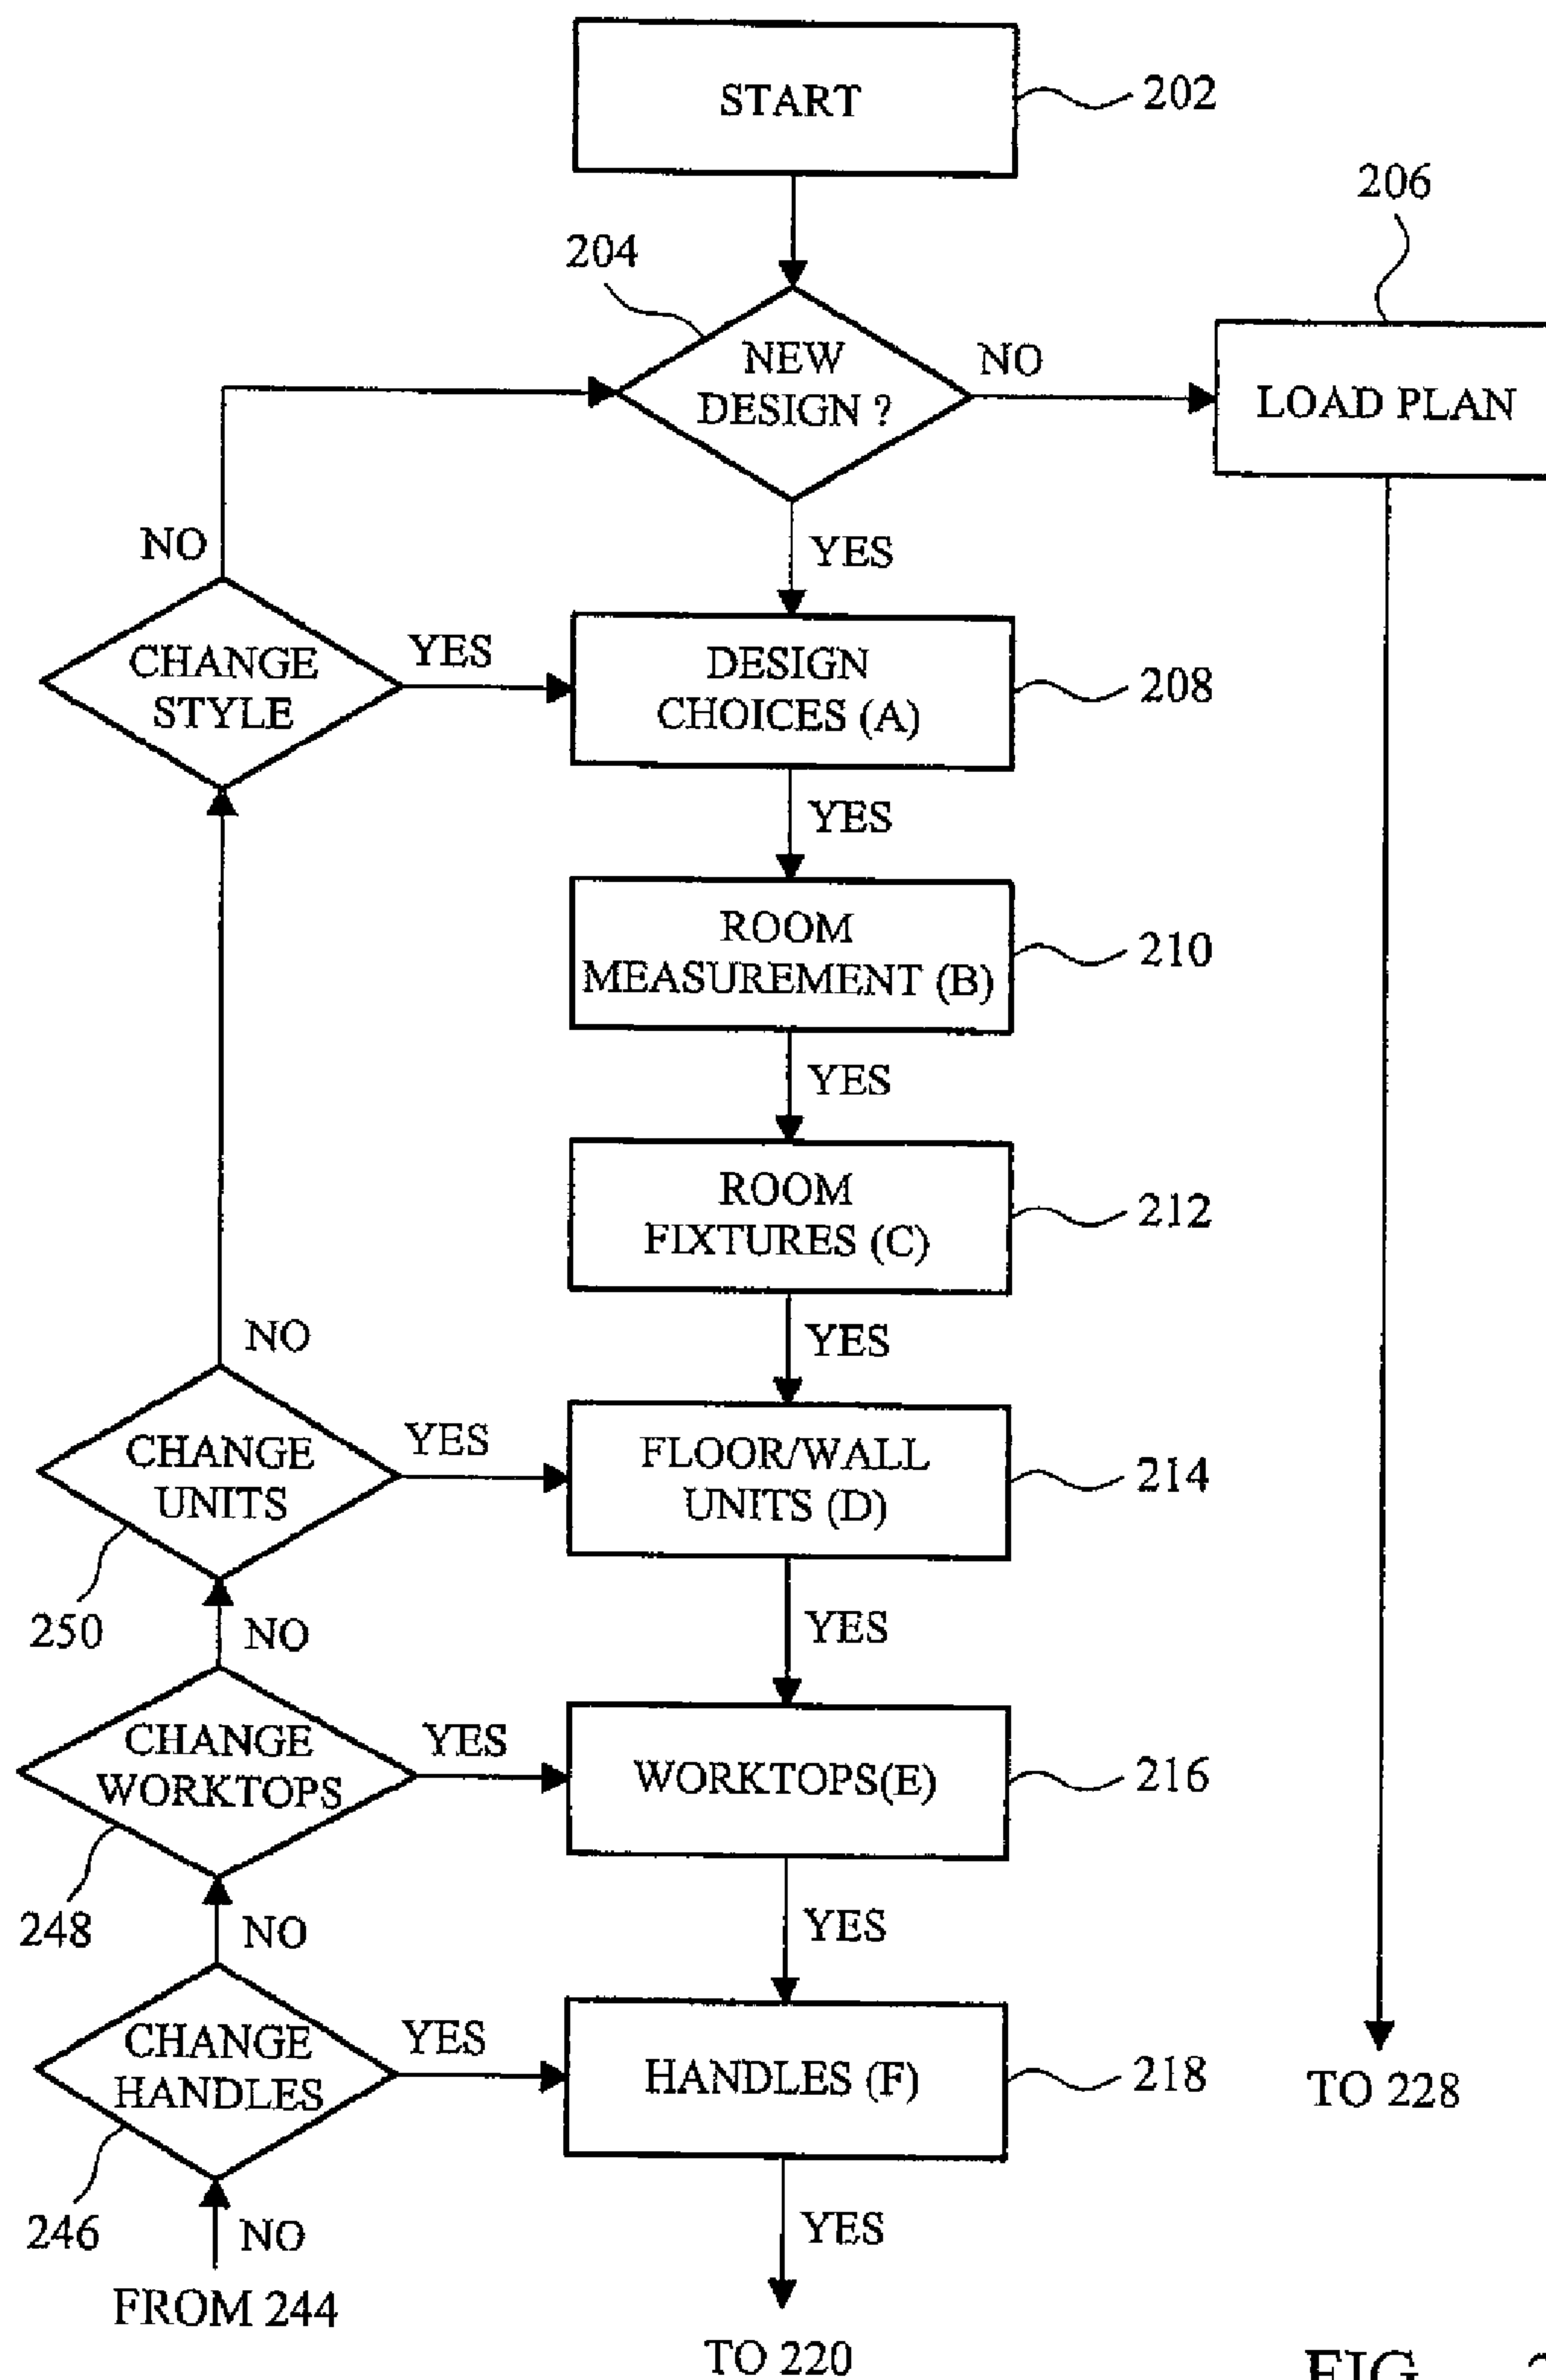 START
202
206
204
NEW
DESIGN ?
NO
LOAD PLAN
NO
YES
CHANGE
STYLE
YES
DESIGN
CHOICES (A)
208
YES
ROOM
MEASUREMENT (B)
210
YES
ROOM
FIXTURES (C)
212
NO
YES
CHANGE
UNITS
YES
FLOOR/WALL
UNITS (D)
214
250
NO
YES
CHANGE
WORKTOPS
YES
WORKTOPS(E)
216
248
NO
YES
CHANGE
HANDLES
YES
HANDLES (F)
218
TO 228
246
NO
YES
FROM 244
TO 220
FIG.